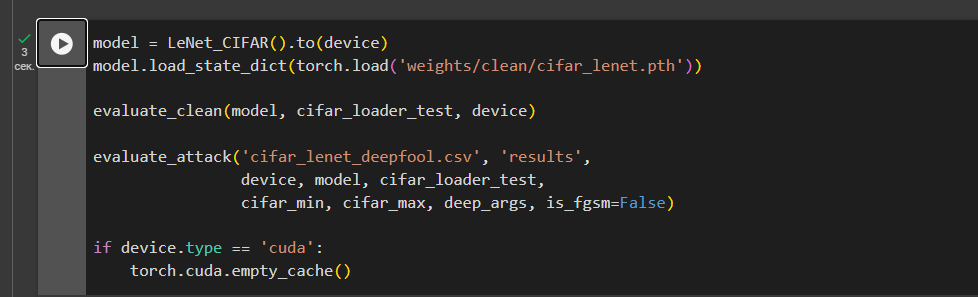 3
сек.
model = LeNet_CIFAR().to(device)
model.load_state_dict(torch.load('weights/clean/cifar_lenet.pth'))
evaluate_clean(model, cifar_loader_test, device)
evaluate_attack('cifar_lenet_deepfool.csv', 'results',
device, model, cifar_loader_test,
cifar_min, cifar_max, deep_args, is_fgsm=False)
if device.type == 'cuda':
torch.cuda.empty_cache()